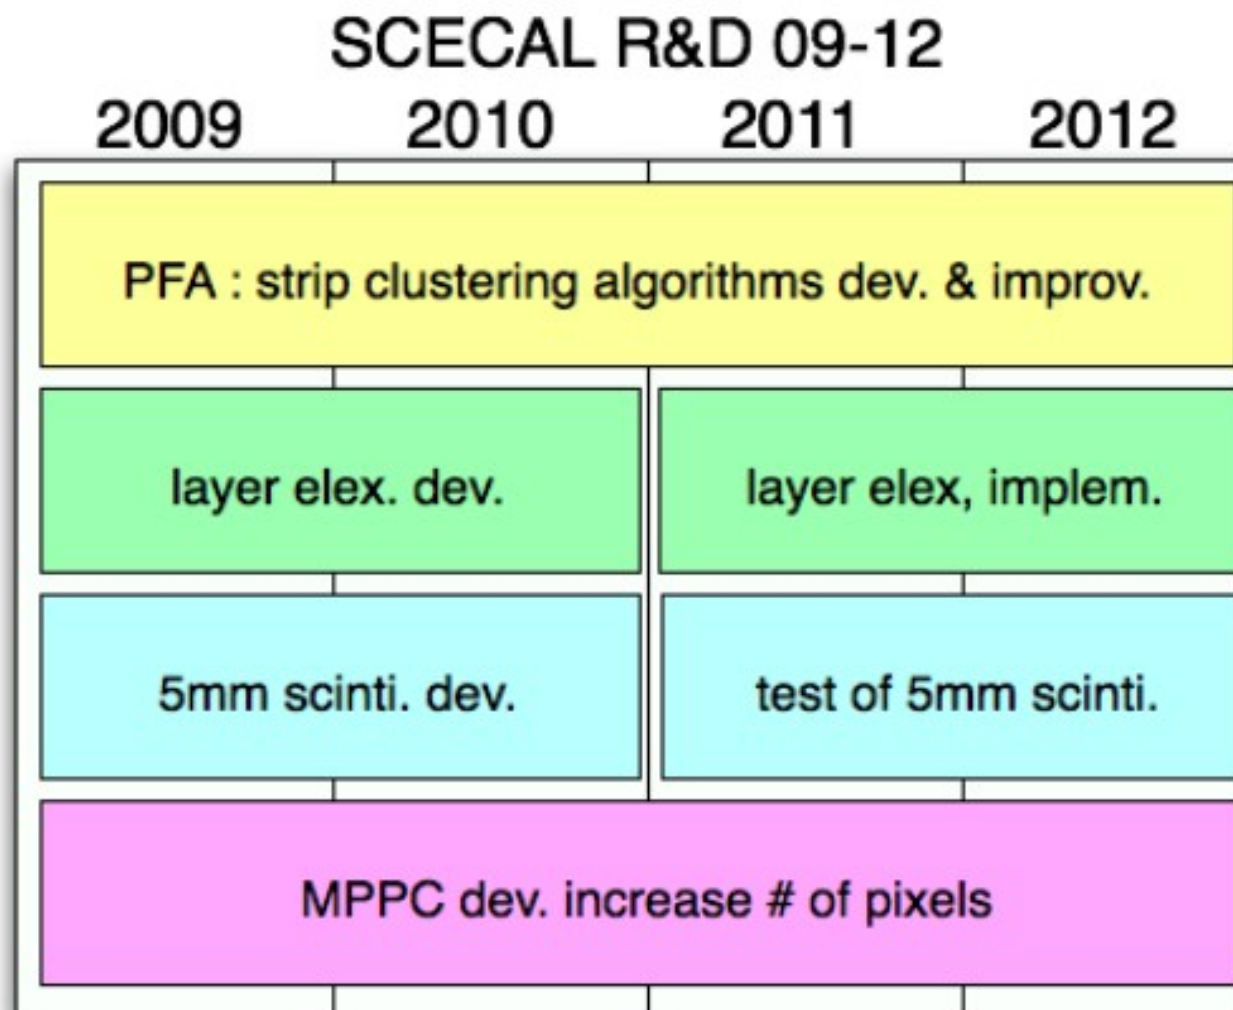 SCECAL R&D 09-12
2009 2010 2011 2012
PFA : strip clustering algorithms dev. & improv.
layer elex. dev. layer elex, implem.
5mm scinti. dev. test of 5mm scinti.
MPPC dev. increase # of pixels